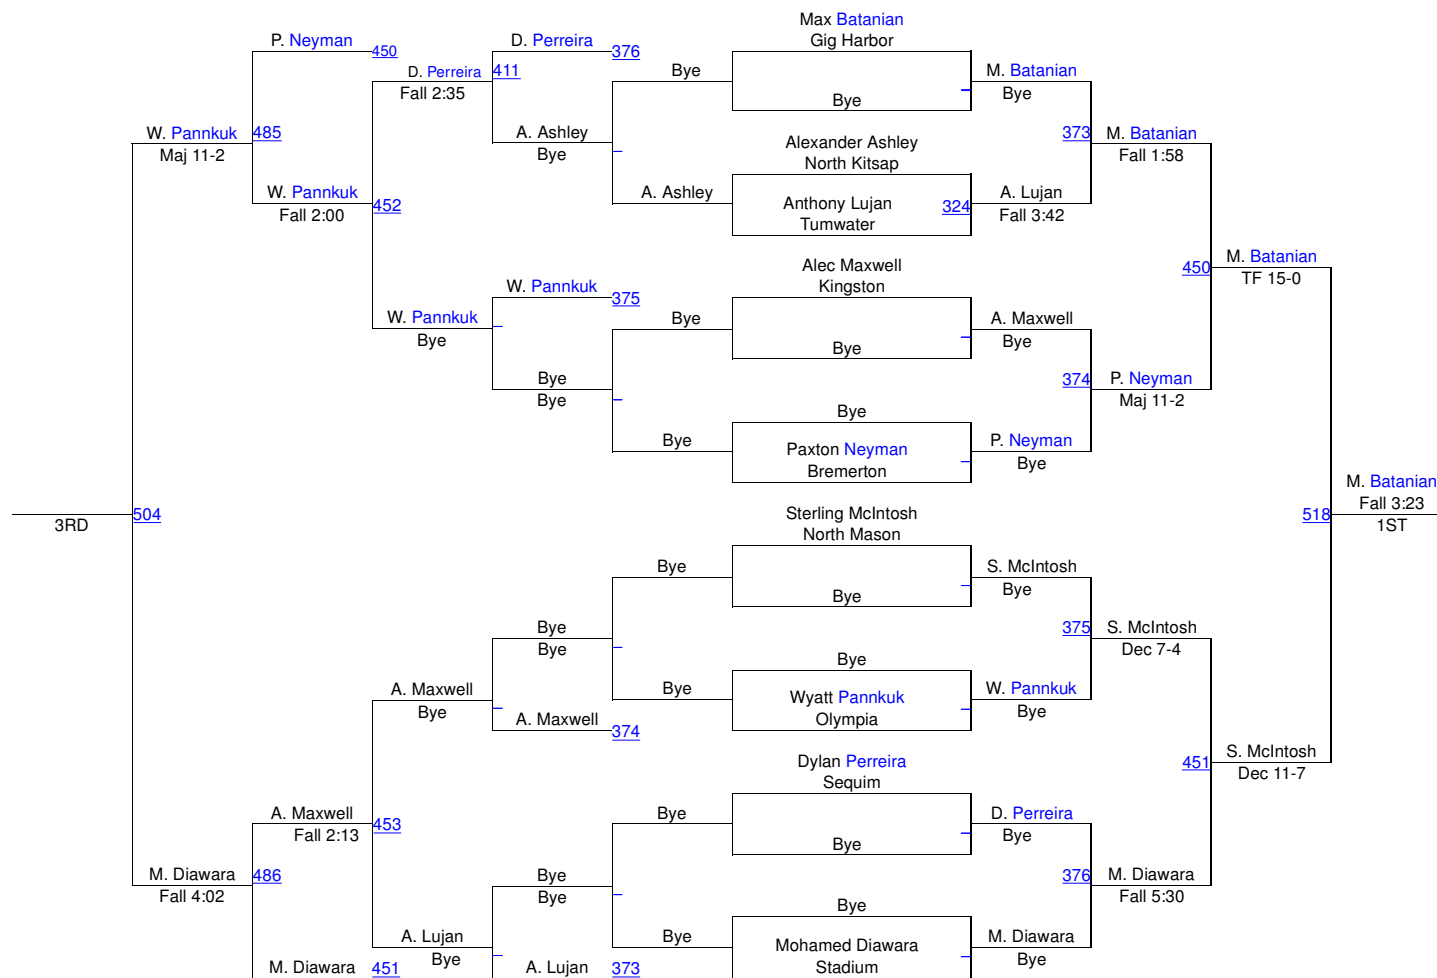 Max Batanian
Gig Harbor
Bye
Alexander Ashley
North Kitsap
Anthony Lujan
Tumwater
324
Alec Maxwell
Kingston
Bye
Bye
Paxton Neyman
Bremerton
Sterling McIntosh
North Mason
Bye
Bye
Wyatt Pannkuk
Olympia
Dylan Perreira
Sequim
Bye
Bye
Mohamed Diawara
Stadium
M. Batanian
Bye
373
A. Lujan
Fall 3:42
A. Maxwell
Bye
374
P. Neyman
Bye
S. McIntosh
Bye
375
W. Pannkuk
Bye
D. Perreira
Bye
376
M. Diawara
Bye
M. Batanian
Fall 1:58
450
P. Neyman
Maj 11-2
S. McIntosh
Dec 7-4
451
M. Diawara
Fall 5:30
M. Batanian
TF 15-0
518
S. McIntosh
Dec 11-7
M. Batanian
Fall 3:23
1ST
Bye
A. Ashley
Bye
Bye
Bye
Bye
Bye
Bye
D. Perreira
376
A. Ashley
Bye
W. Pannkuk
375
Bye
Bye
Bye
Bye
A. Maxwell
374
Bye
Bye
A. Lujan
373
D. Perreira
411
Fall 2:35
W. Pannkuk
Bye
A. Maxwell
Bye
A. Lujan
Bye
P. Neyman
450
W. Pannkuk
Fall 2:00
452
A. Maxwell
Fall 2:13
453
M. Diawara
451
W. Pannkuk
485
Maj 11-2
M. Diawara
486
Fall 4:02
504
3RD